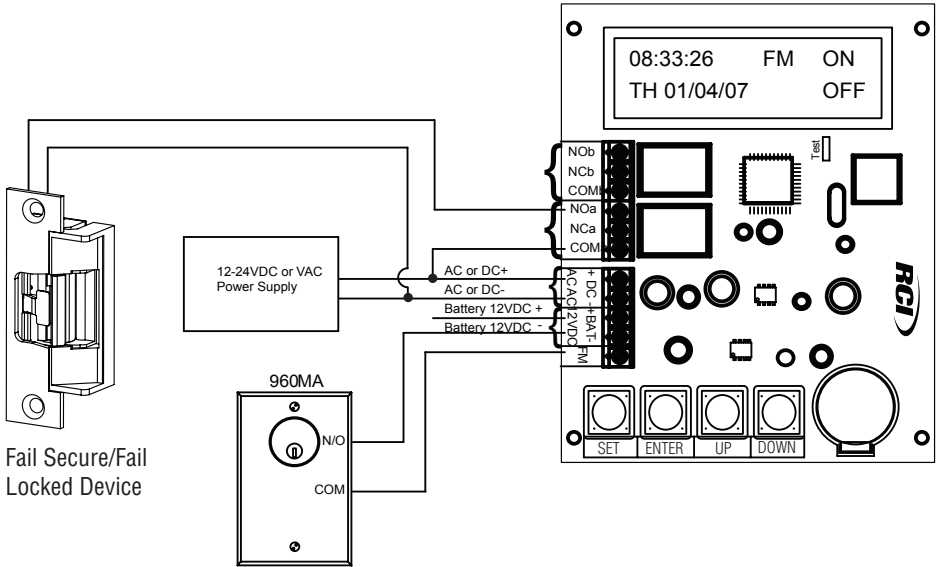 08:33:26 FM ON
TH 01/04/07 OFF
Test
NOb
NCb
COMb
NOa
NCa
COMa
12-24VDC or VAC
Power Supply
AC or DC+
AC or DC-
Battery 12VDC +
Battery 12VDC -
AC AC 12VDC FM
+ DC - +BAT-
RCI
960MA
N/O
COM
SET ENTER UP DOWN
Fail Secure/Fail
Locked Device